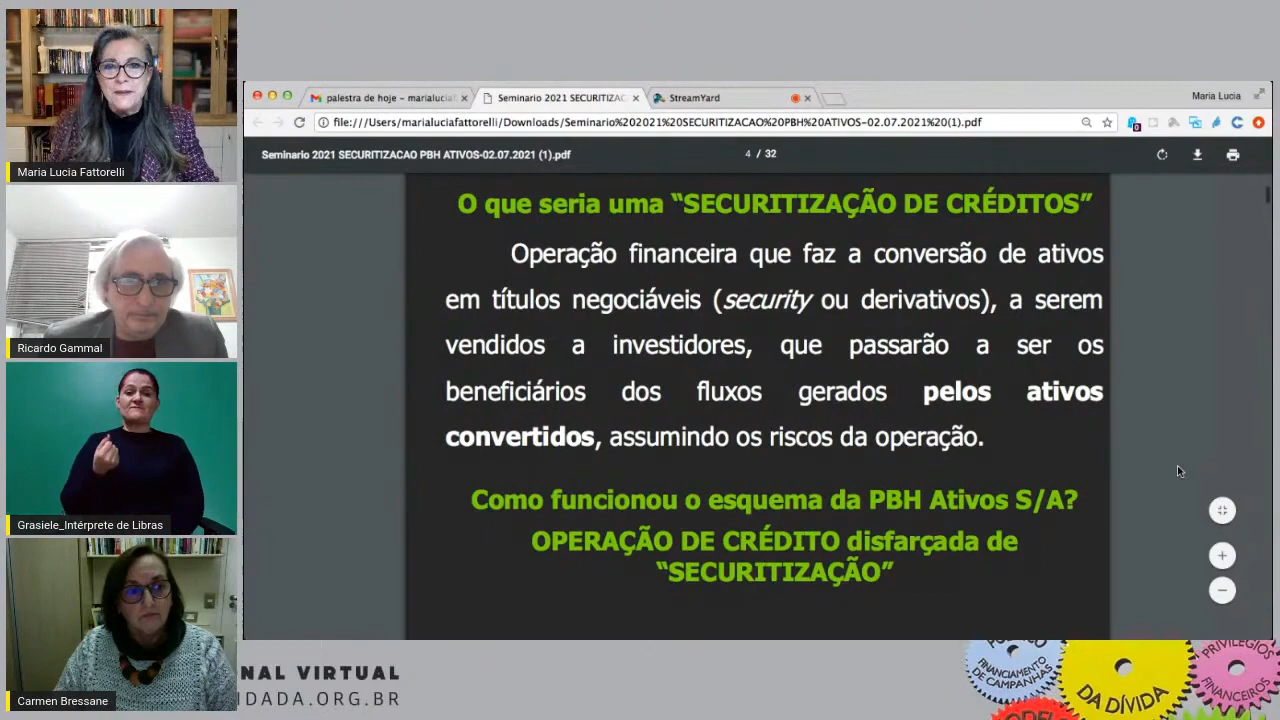 Maria Lucia Fattorelli
Ricardo Gammal
Grasiele_Intérprete de Libras
Carmen Bressane
palestra de hoje – marialuciaf
Seminario 2021 SECURITIZAC
StreamYard
Maria Lucia
file:///Users/marialuciafattorelli/Downloads/Seminario%202021%20SECURITIZACAO%20PBH%20ATIVOS-02.07.2021%20(1).pdf
Seminario 2021 SECURITIZACAO PBH ATIVOS-02.07.2021 (1).pdf
4 / 32
O que seria uma “SECURITIZAÇÃO DE CRÉDITOS”
Operação financeira que faz a conversão de ativos
em títulos negociáveis (security ou derivativos), a serem
vendidos a investidores, que passarão a ser os
beneficiários dos fluxos gerados pelos ativos
convertidos, assumindo os riscos da operação.
Como funcionou o esquema da PBH Ativos S/A?
OPERAÇÃO DE CRÉDITO disfarçada de
“SECURITIZAÇÃO”
NAL VIRTUAL
IDADA.ORG.BR
FINANCIAMENTO
DE CAMPANHAS
DA DÍVIDA
PRIVILÉGIOS
FINANCEIROS